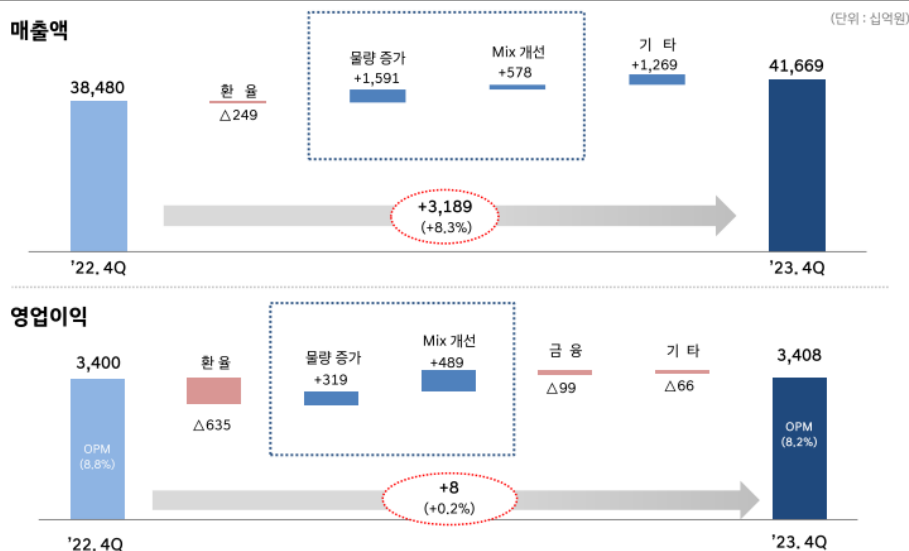 매출액
(단위 : 십억원)
38,480
환 율
△249
물량 증가
+1,591
Mix 개선
+578
기 타
+1,269
41,669
+3,189
(+8.3%)
’22. 4Q
’23. 4Q
영업이익
3,400
OPM
(8.8%)
환 율
△635
물량 증가
+319
Mix 개선
+489
금 융
△99
기 타
△66
3,408
OPM
(8.2%)
+8
(+0.2%)
’22. 4Q
’23. 4Q